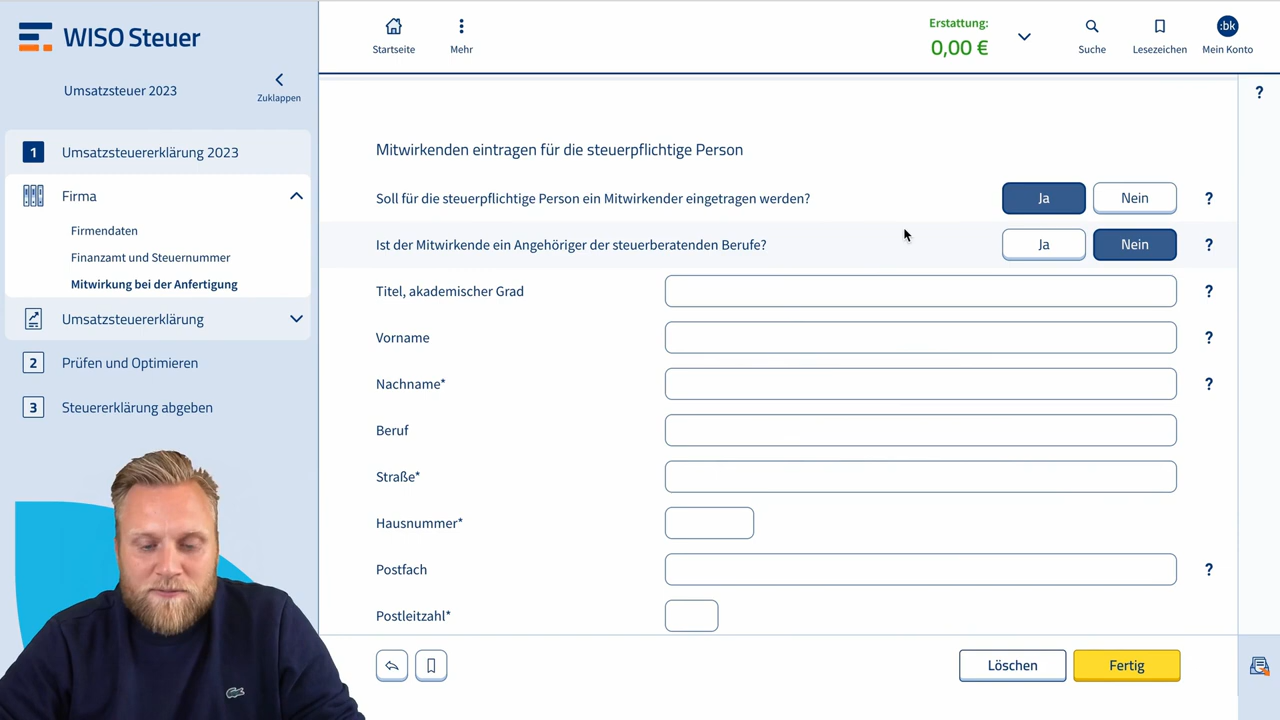 WISO Steuer
Startseite
Mehr
Erstattung:
0,00 €
Suche
:bk
Lesezeichen
Mein Konto
Umsatzsteuer 2023
Zuklappen
?
1 Umsatzsteuererklärung 2023
Firma
Firmendaten
Finanzamt und Steuernummer
Mitwirkung bei der Anfertigung
Umsatzsteuererklärung
2 Prüfen und Optimieren
3 Steuererklärung abgeben
Mitwirkenden eintragen für die steuerpflichtige Person
Soll für die steuerpflichtige Person ein Mitwirkender eingetragen werden? Ja Nein ?
Ist der Mitwirkende ein Angehöriger der steuerberatenden Berufe? Ja Nein ?
Titel, akademischer Grad ?
Vorname ?
Nachname* ?
Beruf
Straße*
Hausnummer*
Postfach ?
Postleitzahl*
Löschen
Fertig